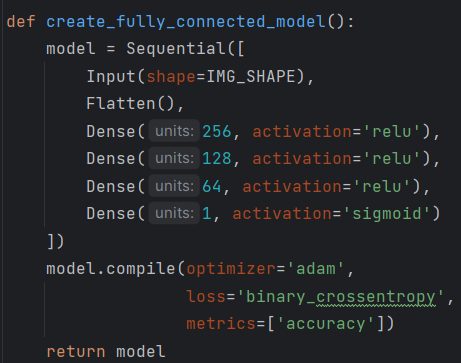 def create_fully_connected_model():
    model = Sequential([
        Input(shape=IMG_SHAPE),
        Flatten(),
        Dense( units: 256, activation='relu'),
        Dense( units: 128, activation='relu'),
        Dense( units: 64, activation='relu'),
        Dense( units: 1, activation='sigmoid')
    ])
    model.compile(optimizer='adam',
                  loss='binary_crossentropy',
                  metrics=['accuracy'])
    return model